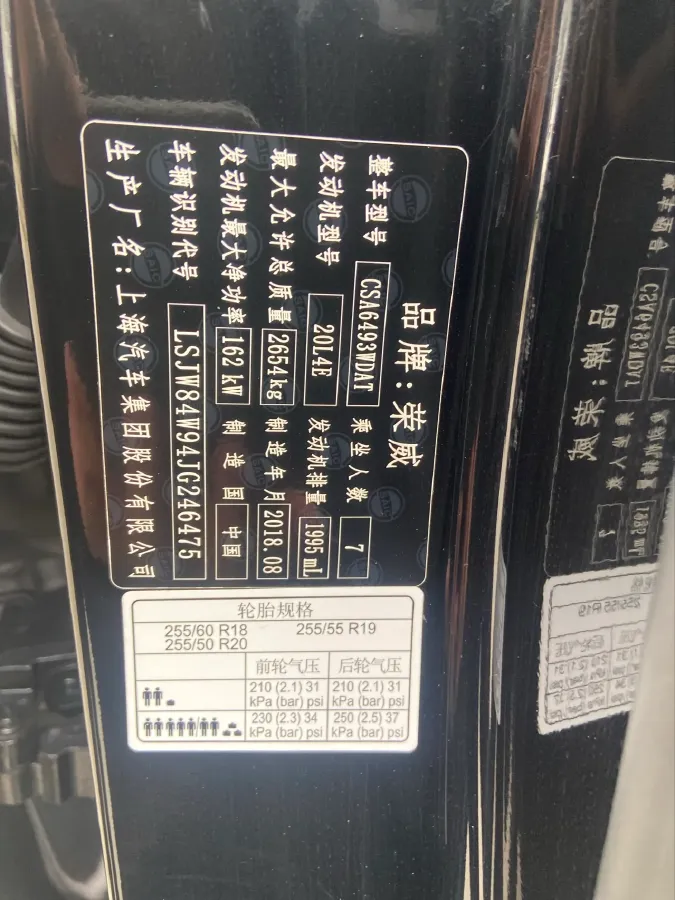 品牌:荣威
整车型号 CSA6493WDAT 乘坐人数 7
发动机型号 20L4E 发动机排量 1995 mL
最大允许总质量 2654kg 制造年月 2018.08
发动机最大净功率 162kW 制造国 中国
车辆识别代号 LSJW84W94JG246475
生产厂名:上海汽车集团股份有限公司
轮胎规格
255/60 R18 255/55 R19
255/50 R20
前轮气压 后轮气压
210 (2.1) 31 210 (2.1) 31
kPa (bar) psi kPa (bar) psi
230 (2.3) 34 250 (2.5) 37
kPa (bar) psi kPa (bar) psi